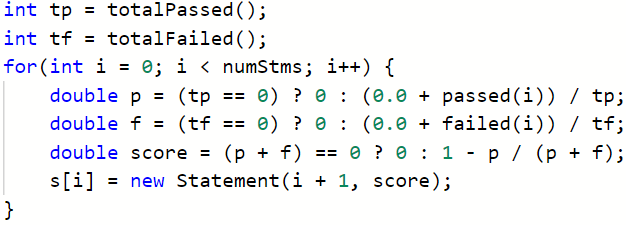 int tp = totalPassed();
int tf = totalFailed();
for(int i = 0; i < numStms; i++) {
    double p = (tp == 0) ? 0 : (0.0 + passed(i)) / tp;
    double f = (tf == 0) ? 0 : (0.0 + failed(i)) / tf;
    double score = (p + f) == 0 ? 0 : 1 - p / (p + f);
    s[i] = new Statement(i + 1, score);
}